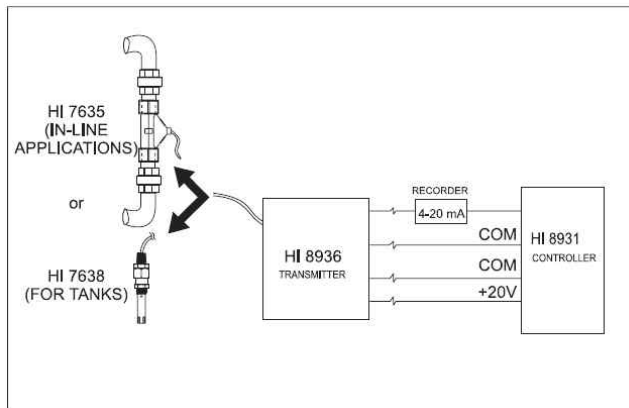 HI 7635
(IN-LINE
APPLICATIONS)
or
HI 7638
(FOR TANKS)
HI 8936
TRANSMITTER
RECORDER
4-20 mA
COM
COM
+20V
HI 8931
CONTROLLER